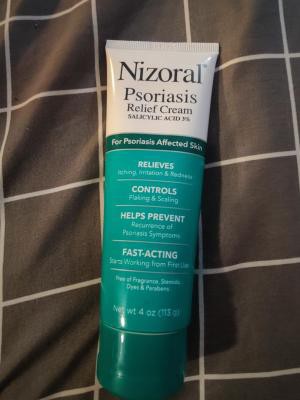 Nizoral™
Psoriasis
Relief Cream
SALICYLIC ACID 3%
For Psoriasis Affected Skin
RELIEVES
Itching, Irritation & Redness
CONTROLS
Flaking & Scaling
HELPS PREVENT
Recurrence of
Psoriasis Symptoms
FAST-ACTING
Starts Working from First Use
Free of Fragrance, Steroids,
Dyes & Parabens
Net wt 4 oz (113 g)